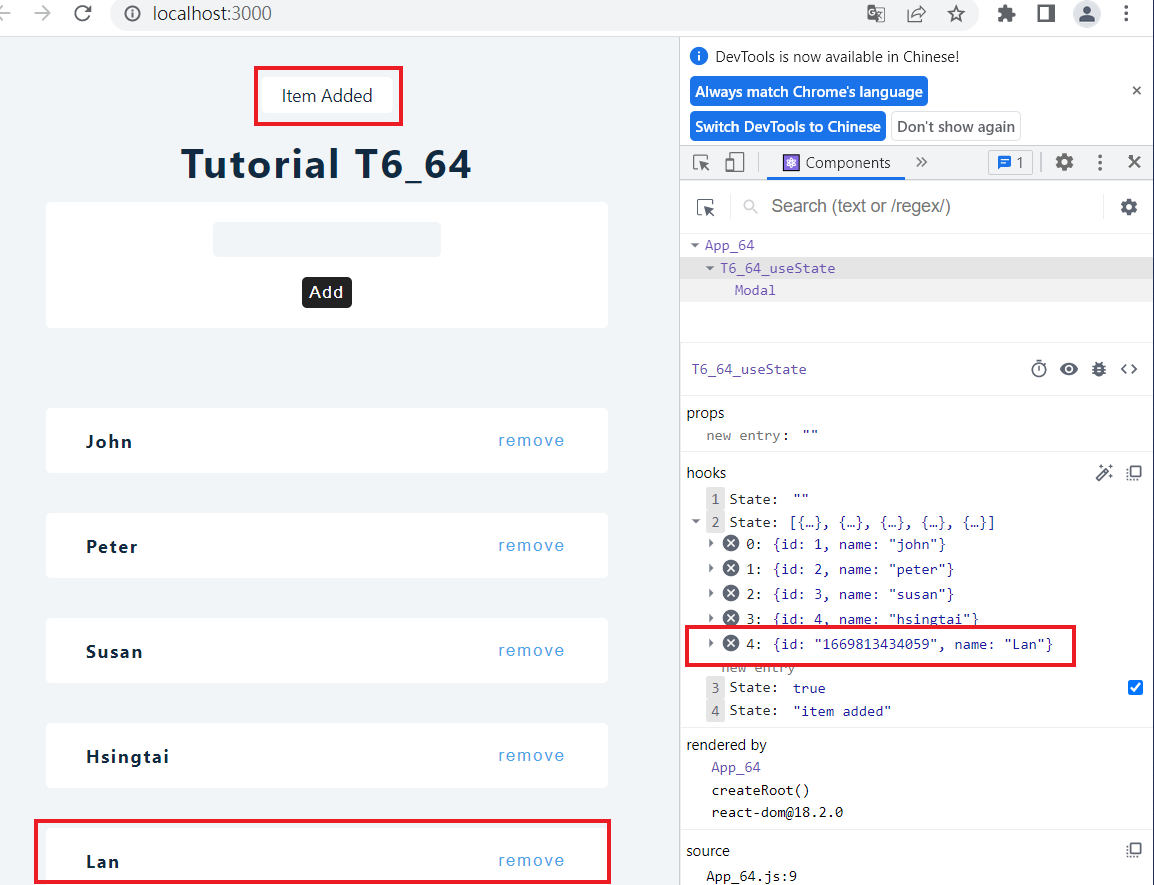 localhost:3000
Item Added
Tutorial T6_64
Add
John remove
Peter remove
Susan remove
Hsingtai remove
Lan remove
DevTools is now available in Chinese!
Always match Chrome's language
Switch DevTools to Chinese Don't show again
Components 1
Search (text or /regex/)
App_64
T6_64_useState
Modal
T6_64_useState
props
new entry: ""
hooks
1 State: ""
2 State: [{…}, {…}, {…}, {…}, {…}]
0: {id: 1, name: "john"}
1: {id: 2, name: "peter"}
2: {id: 3, name: "susan"}
3: {id: 4, name: "hsingtai"}
4: {id: "1669813434059", name: "Lan"}
new entry
3 State: true
4 State: "item added"
rendered by
App_64
createRoot()
react-dom@18.2.0
source
App_64.js:9